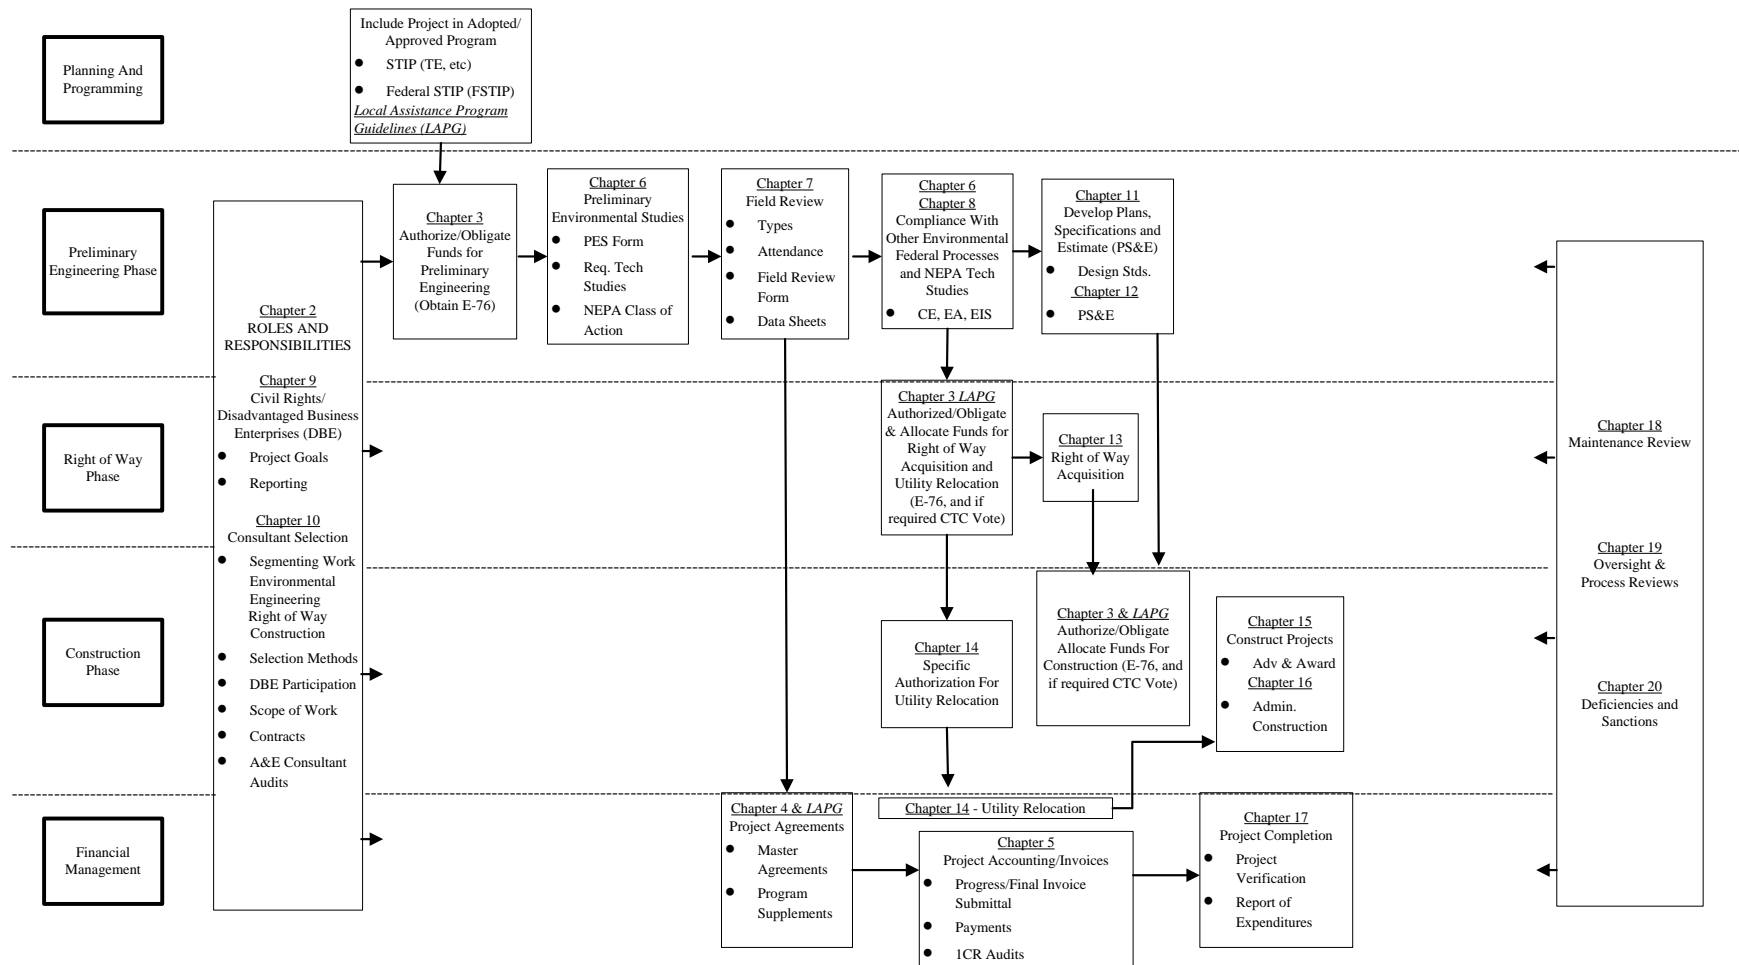 Include Project in Adopted/
Approved Program
● STIP (TE, etc)
● Federal STIP (FSTIP)
Local Assistance Program
Guidelines (LAPG)
Planning And
Programming
Preliminary
Engineering Phase
Right of Way
Phase
Construction
Phase
Financial
Management
Chapter 2
ROLES AND
RESPONSIBILITIES
Chapter 9
Civil Rights/
Disadvantaged Business
Enterprises (DBE)
● Project Goals
● Reporting
Chapter 10
Consultant Selection
● Segmenting Work
Environmental
Engineering
Right of Way
Construction
● Selection Methods
● DBE Participation
● Scope of Work
● Contracts
● A&E Consultant
Audits
Chapter 3
Authorize/Obligate
Funds for
Preliminary
Engineering
(Obtain E-76)
Chapter 6
Preliminary
Environmental Studies
● PES Form
● Req. Tech
Studies
● NEPA Class of
Action
Chapter 7
Field Review
● Types
● Attendance
● Field Review
Form
● Data Sheets
Chapter 6
Chapter 8
Compliance With
Other Environmental
Federal Processes
and NEPA Tech
Studies
● CE, EA, EIS
Chapter 11
Develop Plans,
Specifications and
Estimate (PS&E)
● Design Stds.
Chapter 12
● PS&E
Chapter 3 LAPG
Authorized/Obligate
& Allocate Funds for
Right of Way
Acquisition and
Utility Relocation
(E-76, and if
required CTC Vote)
Chapter 13
Right of Way
Acquisition
Chapter 14
Specific
Authorization For
Utility Relocation
Chapter 3 & LAPG
Authorize/Obligate
Allocate Funds For
Construction (E-76, and
if required CTC Vote)
Chapter 15
Construct Projects
● Adv & Award
Chapter 16
● Admin.
Construction
Chapter 4 & LAPG
Project Agreements
● Master
Agreements
● Program
Supplements
Chapter 14 - Utility Relocation
Chapter 5
Project Accounting/Invoices
● Progress/Final Invoice
Submittal
● Payments
● 1CR Audits
Chapter 17
Project Completion
● Project
Verification
● Report of
Expenditures
Chapter 18
Maintenance Review
Chapter 19
Oversight &
Process Reviews
Chapter 20
Deficiencies and
Sanctions